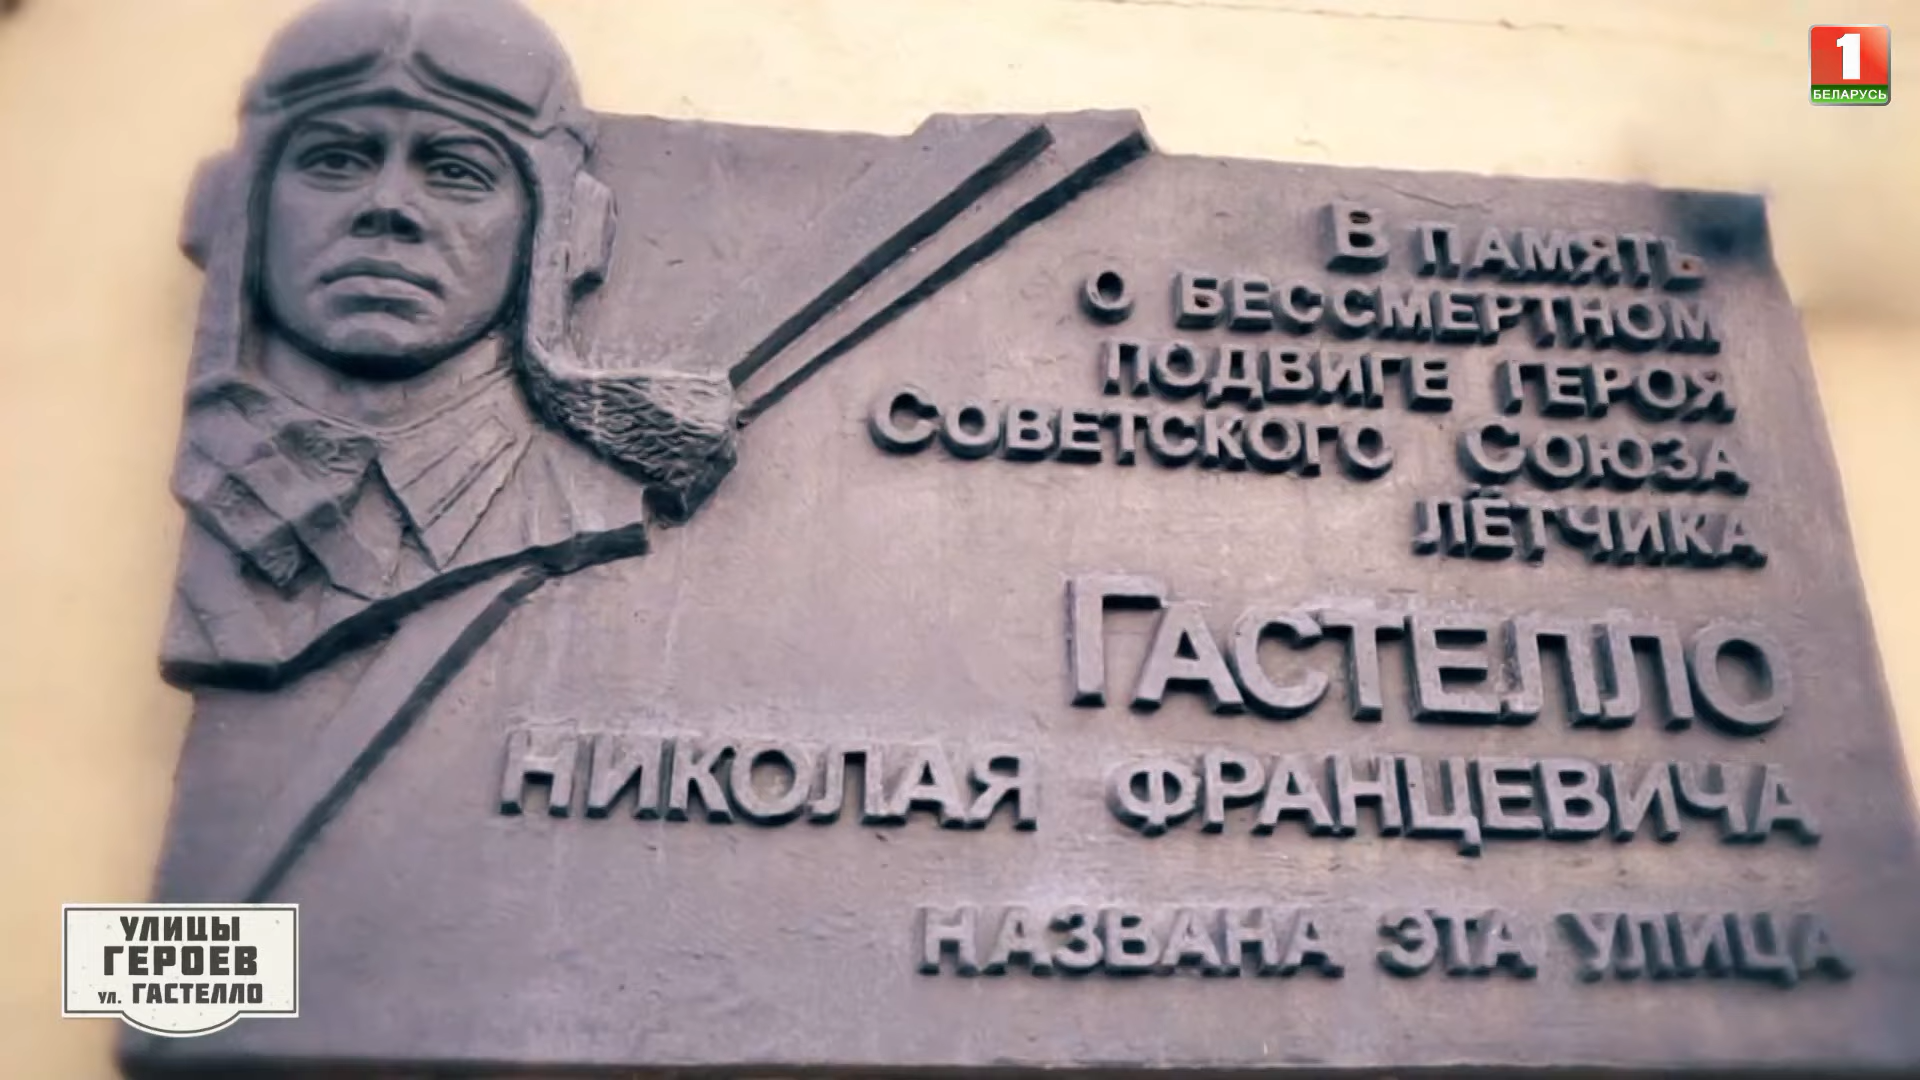 1
БЕЛАРУСЬ
В ПАМЯТЬ
О БЕССМЕРТНОМ
ПОДВИГЕ ГЕРОЯ
СОВЕТСКОГО СОЮЗА
ЛЁТЧИКА
ГАСТЕЛЛО
НИКОЛАЯ ФРАНЦЕВИЧА
НАЗВАНА ЭТА УЛИЦА
УЛИЦЫ
ГЕРОЕВ
УЛ. ГАСТЕЛЛО